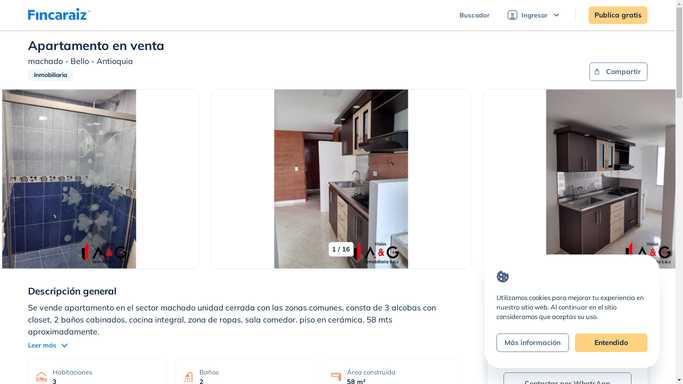 Fincaraiz
Buscador
Ingresar
Publica gratis
Apartamento en venta
machado - Bello - Antioquia
Inmobiliaria
Compartir
1 / 16
A&G
A&G
A&G
Descripción general
Se vende apartamento en el sector machado unidad cerrada con las zonas comunes, consta de 3 alcobas con
closet, 2 baños cabinados, cocina integral, zona de ropas, sala comedor. piso en cerámica, 58 mts
aproximadamente.
Leer más
Habitaciones
3
Baños
2
Área construida
58 m²
Utilizamos cookies para mejorar tu experiencia en
nuestro sitio web. Al continuar en el sitio
consideramos que aceptas su uso.
Más información
Entendido
Contactar por WhatsApp